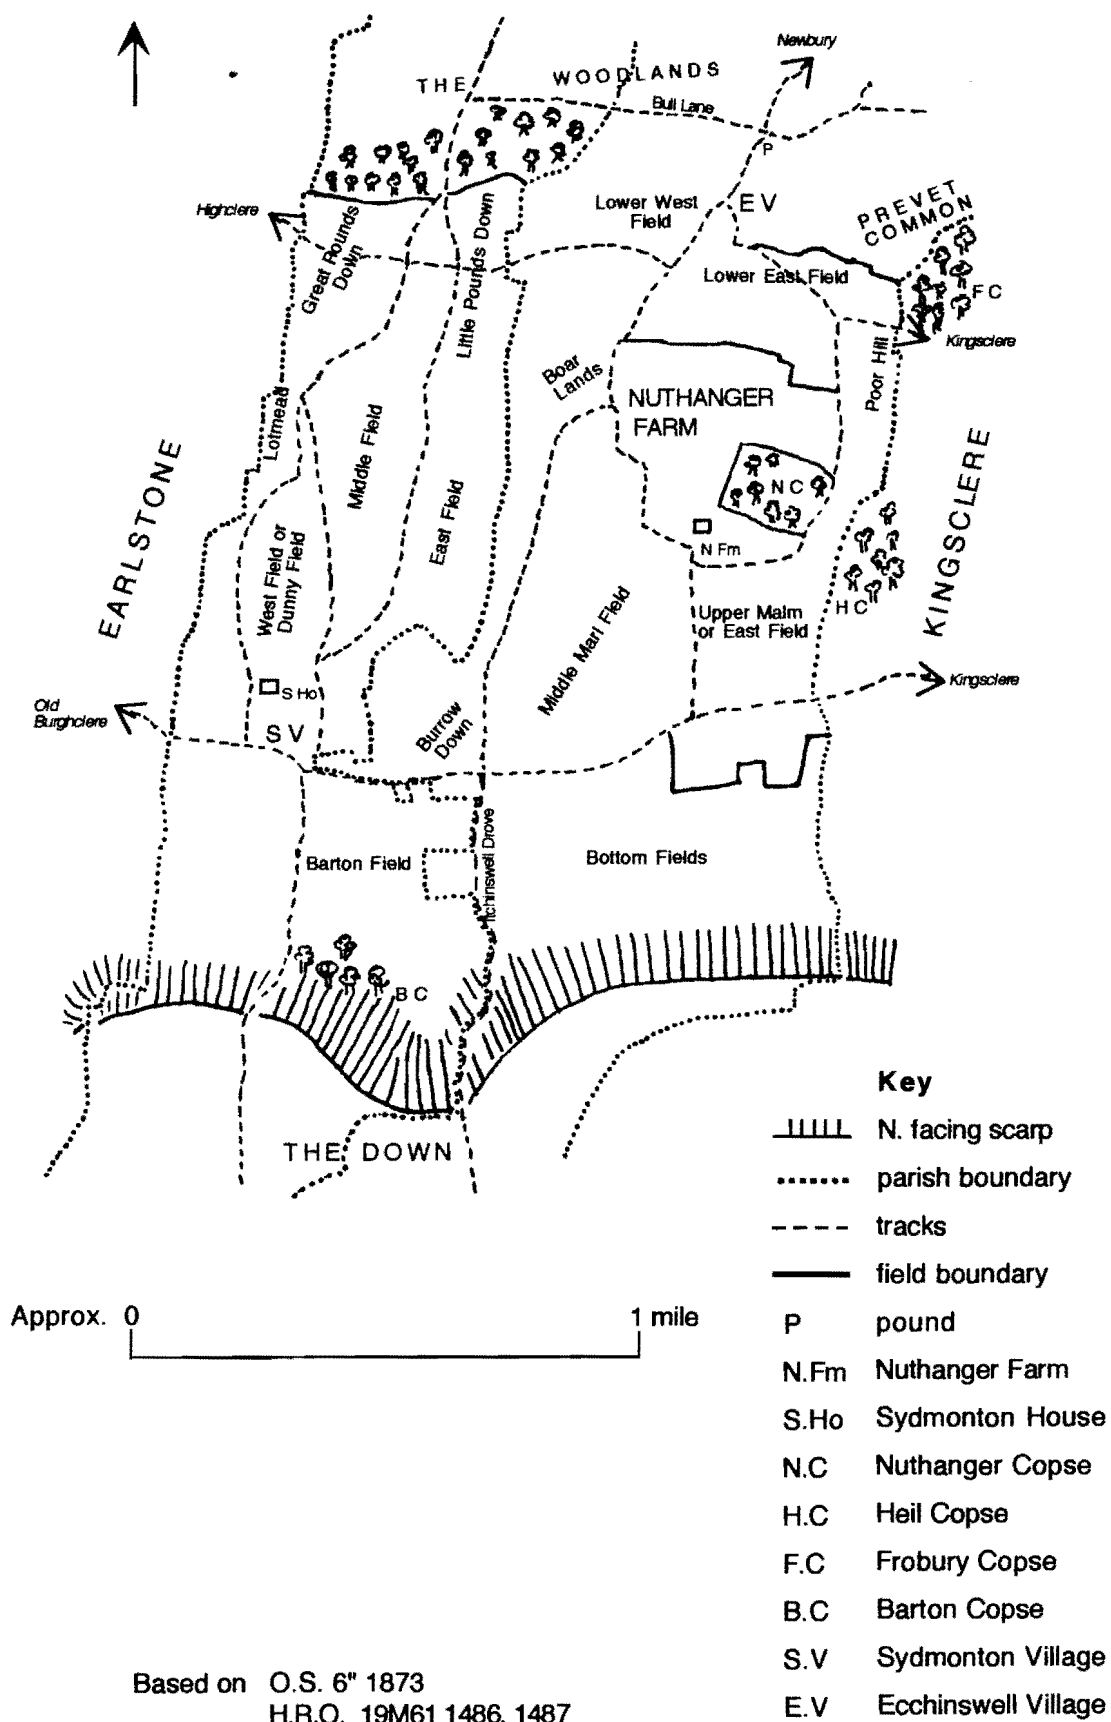 Newbury
THE WOODLANDS
Bull Lane
P
Highclere
Lower West
Field
E V
PREVET
COMMON
Great Pounds
Down
Little Pounds Down
Lower East Field
F C
Kingsclere
Poor Hill
Boar
Lands
NUTHANGER
FARM
Lotmead
Middle Field
East Field
N C
EARLSTONE
KINGSCLERE
West Field or
Dunny Field
N Fm
H C
Middle Marl Field
Upper Malm
or East Field
S Ho
Old
Burghclere
S V
Burrow
Down
Kingsclere
Barton Field
Itchinswell Drove
Bottom Fields
B C
THE DOWN
Key
N. facing scarp
parish boundary
tracks
field boundary
P pound
N.Fm Nuthanger Farm
S.Ho Sydmonton House
N.C Nuthanger Copse
H.C Heil Copse
F.C Frobury Copse
B.C Barton Copse
S.V Sydmonton Village
E.V Ecchinswell Village
Approx. 0 1 mile
Based on O.S. 6" 1873
H.R.O. 19M61 1486, 1487